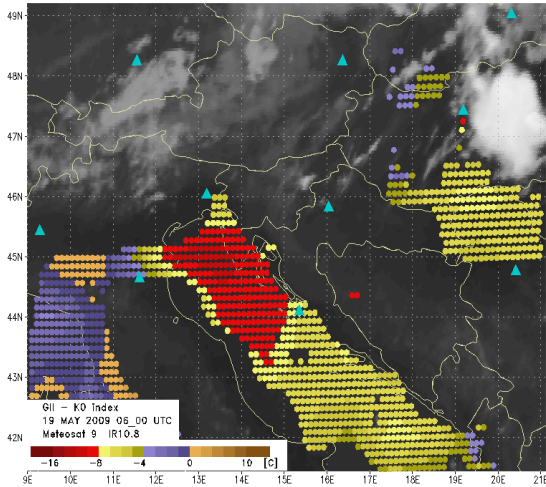 49N
48N
47N
46N
45N
44N
43N
42N
GII – KO Index
19 MAY 2009 06_00 UTC
Meteosat 9 IR10.8
−16 −8 −4 0 10 [C]
9E 10E 11E 12E 13E 14E 15E 16E 17E 18E 19E 20E 21E